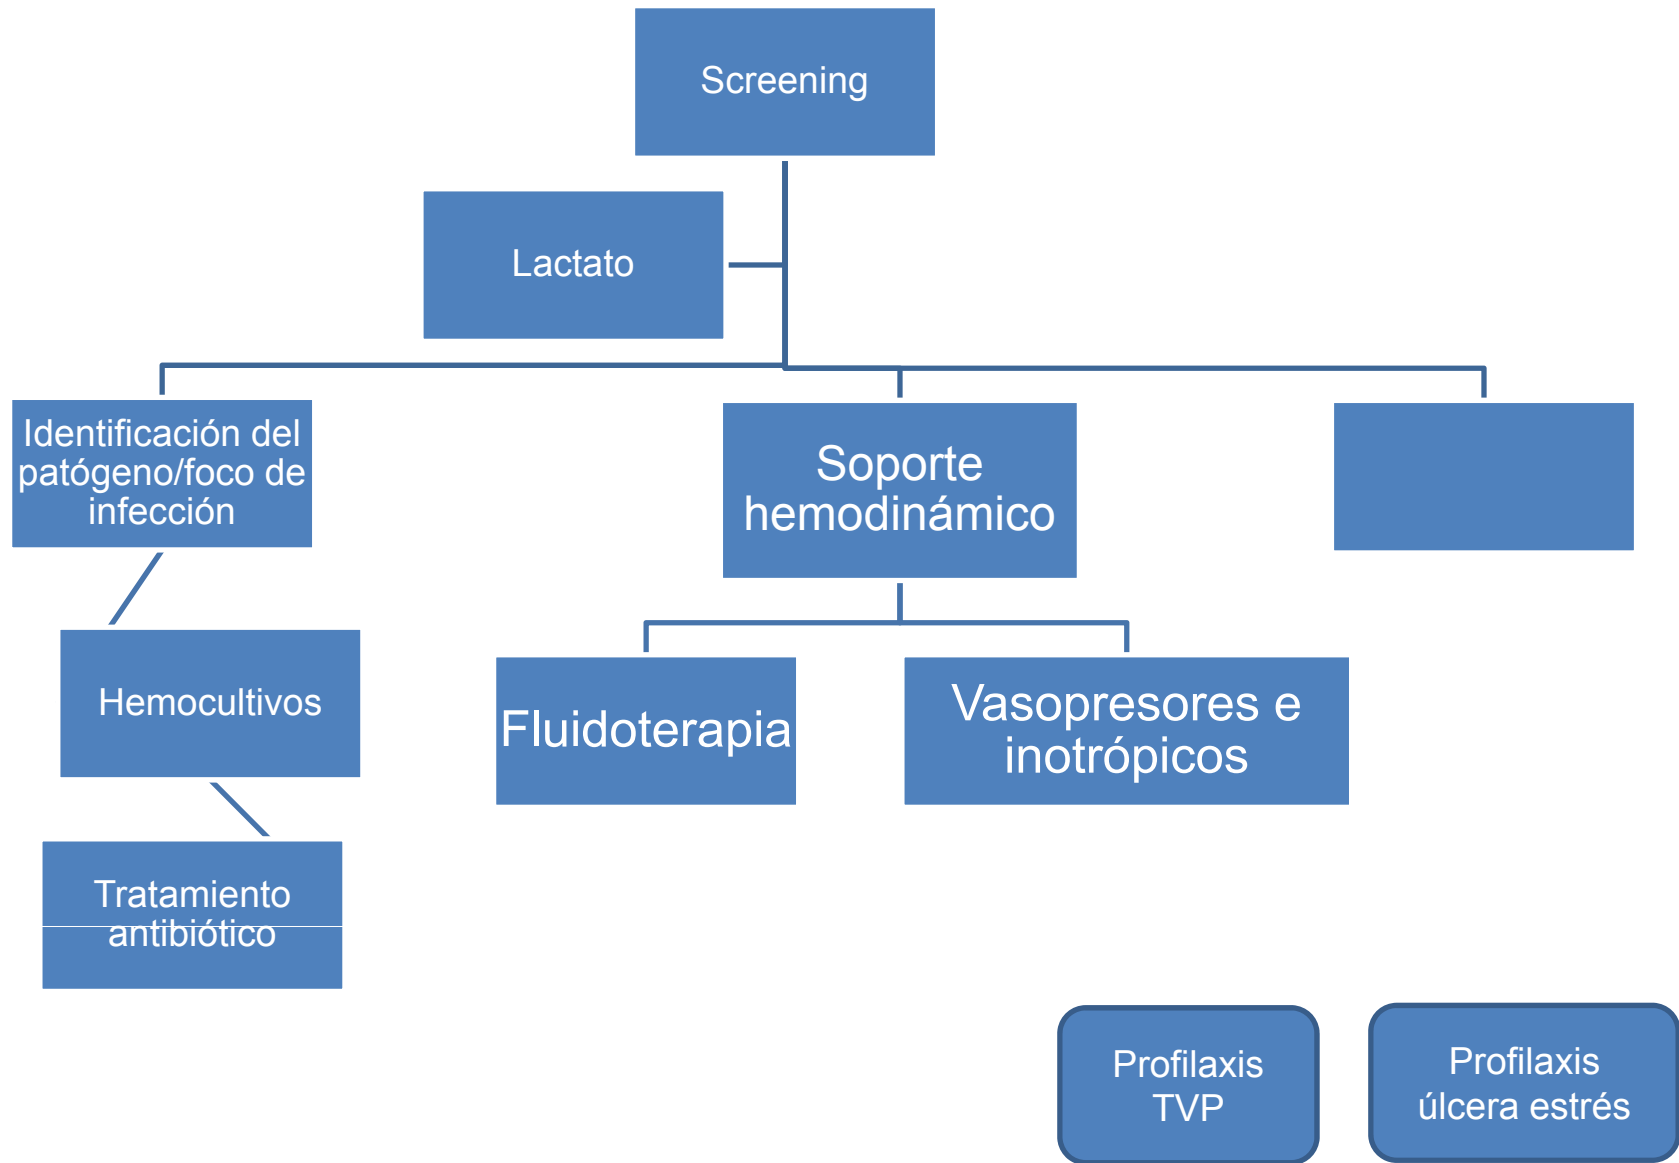 Screening
Lactato
Identificación del
patógeno/foco de
infección
Soporte
hemodinámico
Hemocultivos
Fluidoterapia
Vasopresores e
inotrópicos
Tratamiento
antibiótico
Profilaxis
TVP
Profilaxis
úlcera estrés